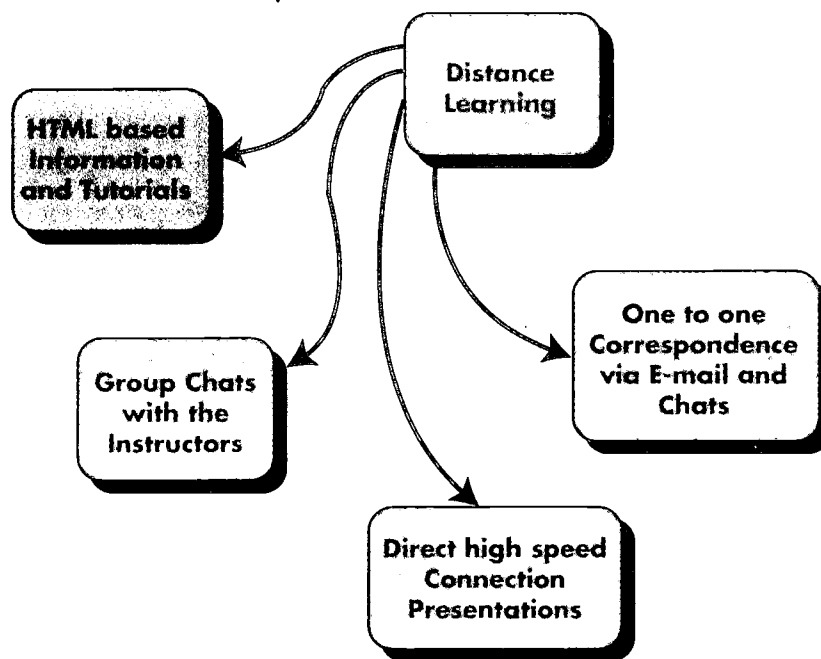 Distance
Learning
HTML based
Information
and Tutorials
One to one
Correspondence
via E-mail and
Chats
Group Chats
with the
Instructors
Direct high speed
Connection
Presentations